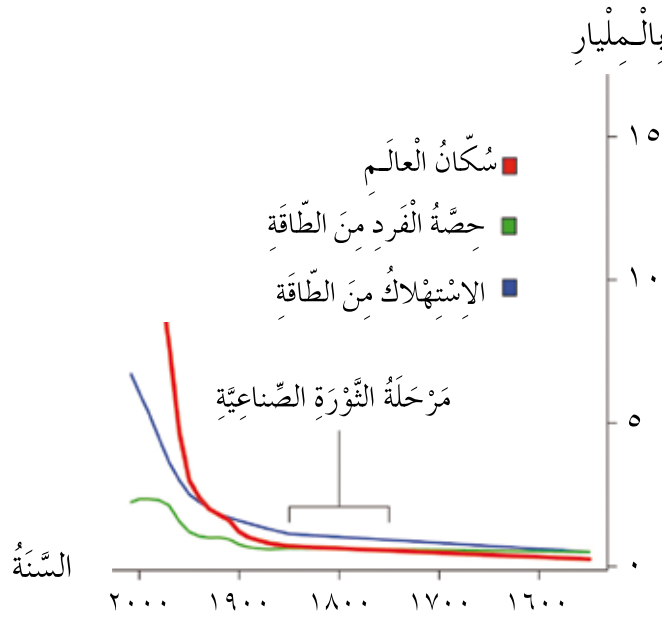 بِالْمِلْيارِ
١٥
سُكّانُ الْعالَمِ
حِصَّةُ الْفَردِ مِنَ الطّاقَةِ
١٠
الاِسْتِهْلاكُ مِنَ الطّاقَةِ
مَرْحَلَةُ الثَّوْرَةِ الصِّناعِيَّةِ
٥
٠
السَّنَةُ
١٦٠٠ ١٧٠٠ ١٨٠٠ ١٩٠٠ ٢٠٠٠